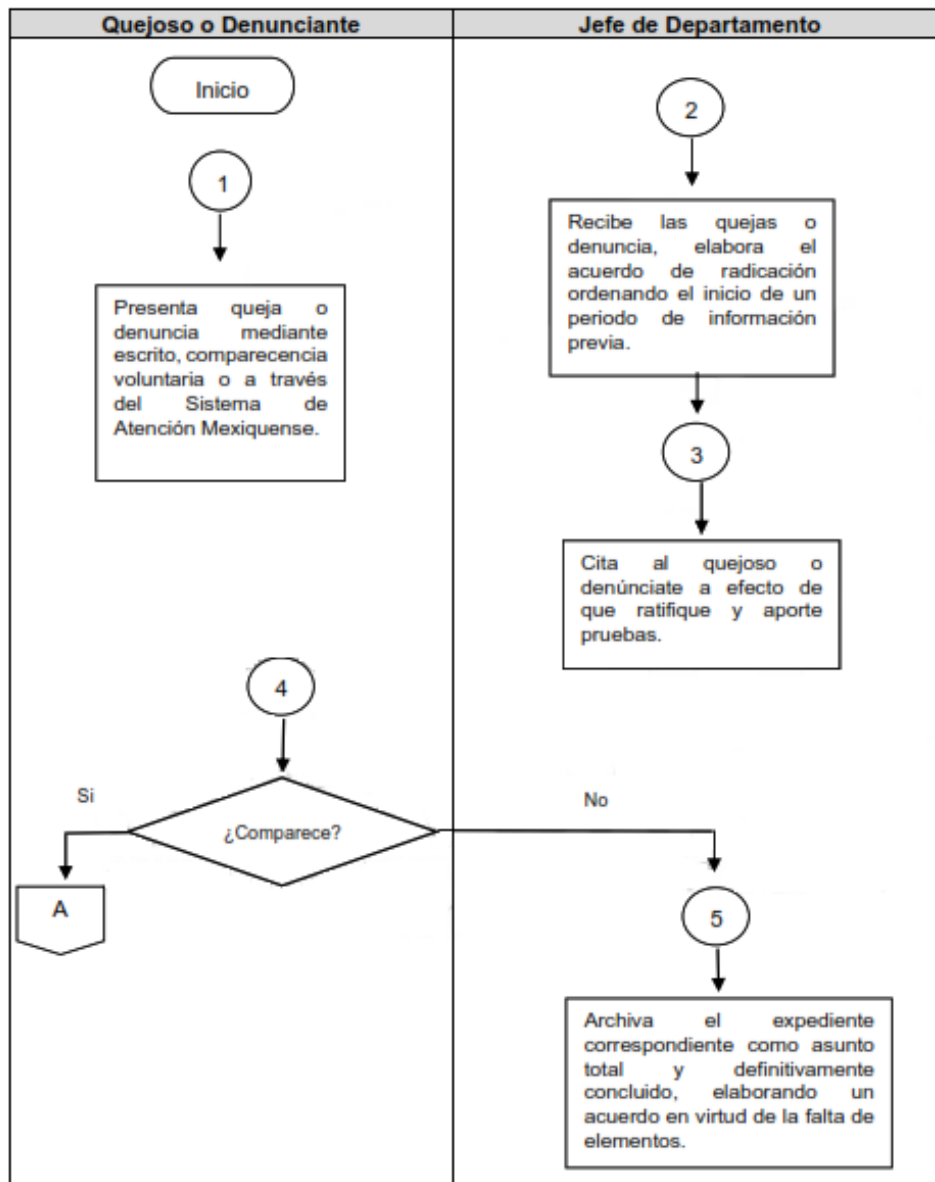 Quejoso o Denunciante
Jefe de Departamento
Inicio
1
Presenta queja o
denuncia mediante
escrito, comparecencia
voluntaria o a través
del Sistema de
Atención Mexiquense.
2
Recibe las quejas o
denuncia, elabora el
acuerdo de radicación
ordenando el inicio de un
periodo de información
previa.
3
Cita al quejoso o
denúnciate a efecto de
que ratifique y aporte
pruebas.
4
¿Comparece?
Si
A
No
5
Archiva el expediente
correspondiente como asunto
total y definitivamente
concluido, elaborando un
acuerdo en virtud de la falta de
elementos.